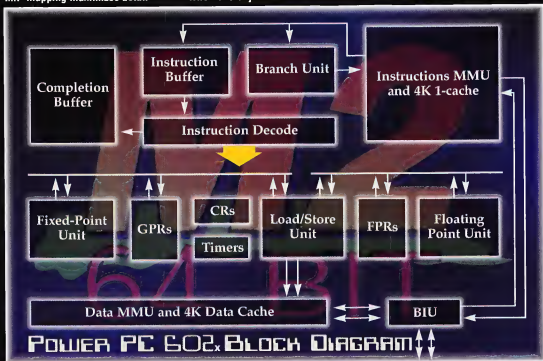 Completion
Buffer
Instruction
Buffer
Branch Unit
Instructions MMU
and 4K 1-cache
Instruction Decode
Fixed-Point
Unit
GPRs
CRs
Timers
Load/Store
Unit
FPRs
Floating
Point Unit
M2
64 BIT
Data MMU and 4K Data Cache
BIU
POWER PC 602x BLOCK DIAGRAM